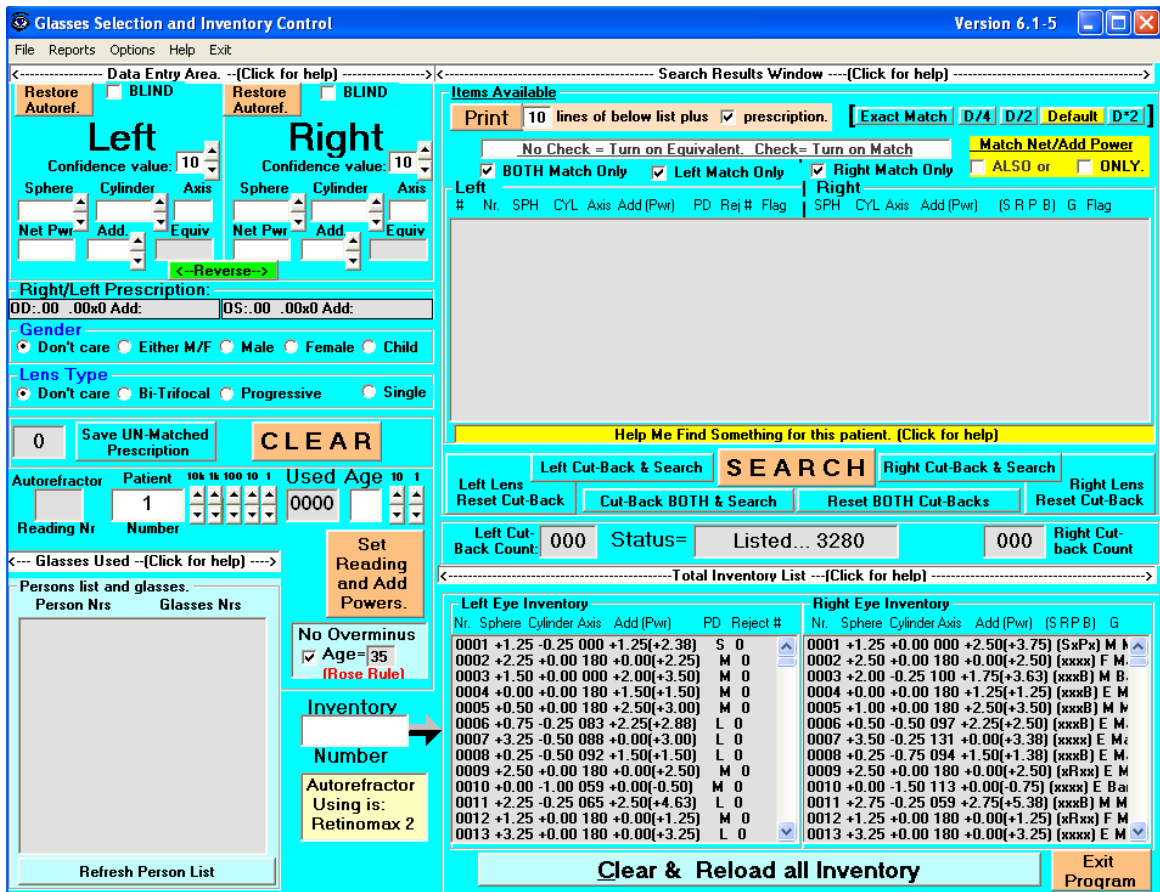 Glasses Selection and Inventory Control Version 6.1-5
File Reports Options Help Exit
<---------------- Data Entry Area. --(Click for help) --------------->
Restore Autoref. BLIND Restore Autoref. BLIND
Left Right
Confidence value: 10 Confidence value: 10
Sphere Cylinder Axis Sphere Cylinder Axis
Net Pwr Add. Equiv Net Pwr Add. Equiv
<--Reverse-->
Right/Left Prescription:
OD:.00 .00x0 Add: OS:.00 .00x0 Add:
Gender
Don't care Either M/F Male Female Child
Lens Type
Don't care Bi-Trifocal Progressive Single
0 Save UN-Matched Prescription CLEAR
Autorefractor Patient 10k 1k 100 10 1 Used Age 10 1
1 0000
Reading Nr Number
Set Reading and Add Powers.
<--- Glasses Used --(Click for help) ---->
Persons list and glasses.
Person Nrs Glasses Nrs
Refresh Person List
No Overminus
Age= 35
(Rose Rule)
Inventory
Number
Autorefractor
Using is:
Retinomax 2
<---------------------------- Search Results Window ----(Click for help) -------------------------->
Items Available
Print 10 lines of below list plus prescription. [ Exact Match D/4 D/2 Default D*2 ]
No Check = Turn on Equivalent. Check= Turn on Match
Match Net/Add Power
ALSO or ONLY.
BOTH Match Only Left Match Only Right Match Only
Left Right
# Nr. SPH CYL Axis Add (Pwr) PD Rej # Flag SPH CYL Axis Add (Pwr) (S R P B) G Flag
Help Me Find Something for this patient. (Click for help)
Left Cut-Back & Search SEARCH Right Cut-Back & Search
Left Lens Reset Cut-Back Cut-Back BOTH & Search Reset BOTH Cut-Backs Right Lens Reset Cut-Back
Left Cut-Back Count: 000 Status= Listed... 3280 000 Right Cut-back Count
<-----------------------------Total Inventory List ---(Click for help) ----------------------------->
Left Eye Inventory
Nr. Sphere Cylinder Axis Add (Pwr) PD Reject #
0001 +1.25 -0.25 000 +1.25(+2.38) S 0
0002 +2.25 +0.00 180 +0.00(+2.25) M 0
0003 +1.50 +0.00 000 +2.00(+3.50) M 0
0004 +0.00 +0.00 180 +1.50(+1.50) M 0
0005 +0.50 +0.00 180 +2.50(+3.00) M 0
0006 +0.75 -0.25 083 +2.25(+2.88) L 0
0007 +3.25 -0.50 088 +0.00(+3.00) L 0
0008 +0.25 -0.50 092 +1.50(+1.50) L 0
0009 +2.50 +0.00 180 +0.00(+2.50) M 0
0010 +0.00 -1.00 059 +0.00(-0.50) M 0
0011 +2.25 -0.25 065 +2.50(+4.63) L 0
0012 +1.25 +0.00 180 +0.00(+1.25) M 0
0013 +3.25 +0.00 180 +0.00(+3.25) L 0
Right Eye Inventory
Nr. Sphere Cylinder Axis Add (Pwr) (S R P B) G
0001 +1.25 +0.00 000 +2.50(+3.75) (SxPx) M M
0002 +2.50 +0.00 180 +0.00(+2.50) (xxxx) F M
0003 +2.00 -0.25 100 +1.75(+3.63) (xxxB) M B
0004 +0.00 +0.00 180 +1.25(+1.25) (xxxB) E M
0005 +1.00 +0.00 180 +2.50(+3.50) (xxxB) M M
0006 +0.50 -0.50 097 +2.25(+2.50) (xxxB) E M
0007 +3.50 -0.25 131 +0.00(+3.38) (xxxx) E Ma
0008 +0.25 -0.75 094 +1.50(+1.38) (xxxB) E M
0009 +2.50 +0.00 180 +0.00(+2.50) (xRxx) E M
0010 +0.00 -1.50 113 +0.00(-0.75) (xxxx) E Bar
0011 +2.75 -0.25 059 +2.75(+5.38) (xxxB) M M
0012 +1.25 +0.00 180 +0.00(+1.25) (xRxx) F M
0013 +3.25 +0.00 180 +0.00(+3.25) (xxxx) E M
Clear & Reload all Inventory
Exit Program